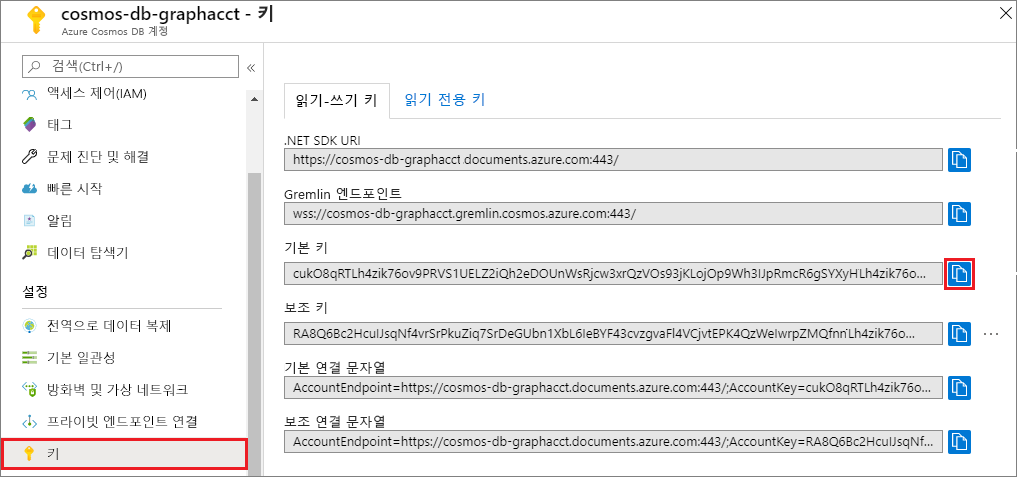 cosmos-db-graphacct - 키
Azure Cosmos DB 계정
검색(Ctrl+/)
액세스 제어(IAM)
태그
문제 진단 및 해결
빠른 시작
알림
데이터 탐색기
설정
전역으로 데이터 복제
기본 일관성
방화벽 및 가상 네트워크
프라이빗 엔드포인트 연결
키
읽기-쓰기 키
읽기 전용 키
.NET SDK URI
https://cosmos-db-graphacct.documents.azure.com:443/
Gremlin 엔드포인트
wss://cosmos-db-graphacct.gremlin.cosmos.azure.com:443/
기본 키
cukO8qRTLh4zik76ov9PRVS1UELZ2iQh2eDOUnWsRjcw3xrQzVOs93jKLojOp9Wh3IJpRmcR6gSYXyHLh4zik76o...
보조 키
RA8Q6Bc2HcuIJsqNf4vrSrPkuZiq7SrDeGUbn1XbL6IeBYF43cvzgvaFl4VCjvtEPK4QzWeIwrpZMQfnnLh4zik76o...
기본 연결 문자열
AccountEndpoint=https://cosmos-db-graphacct.documents.azure.com:443/;AccountKey=cukO8qRTLh4zik76o...
보조 연결 문자열
AccountEndpoint=https://cosmos-db-graphacct.documents.azure.com:443/;AccountKey=RA8Q6Bc2HcuIJsqNf...